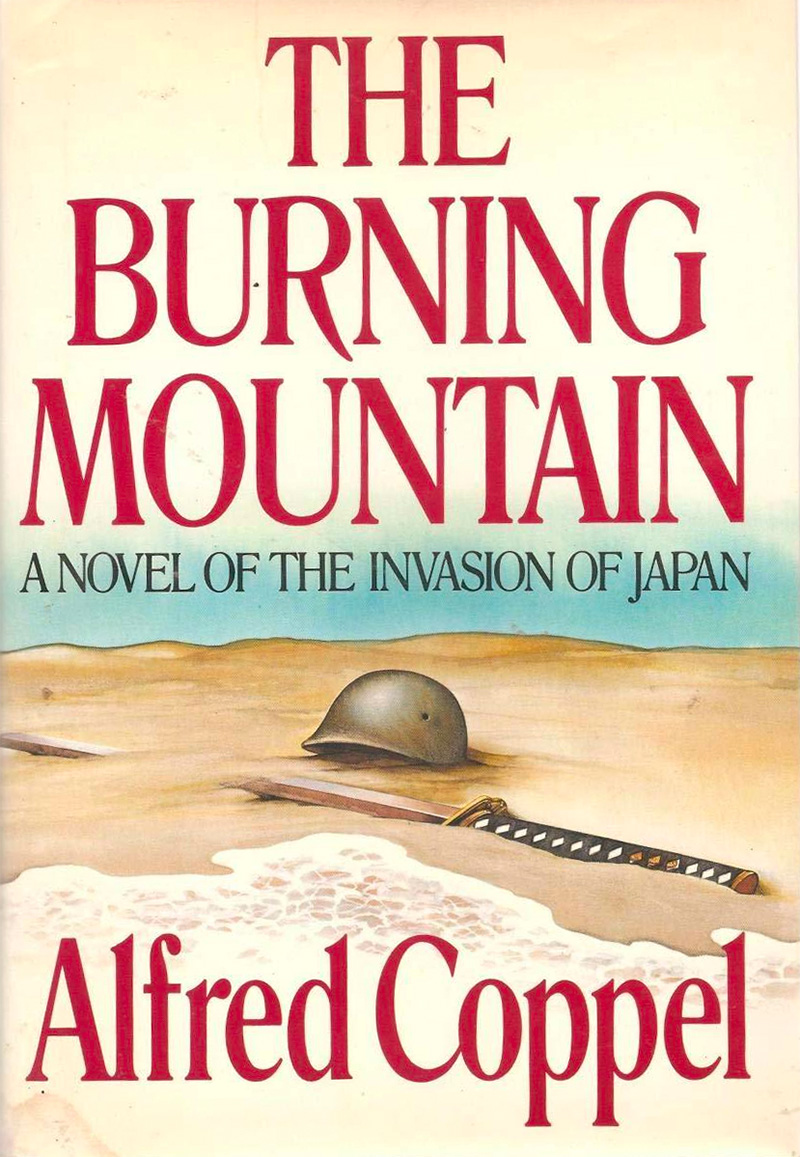 THE
BURNING
MOUNTAIN
A NOVEL OF THE INVASION OF JAPAN
Alfred Coppel